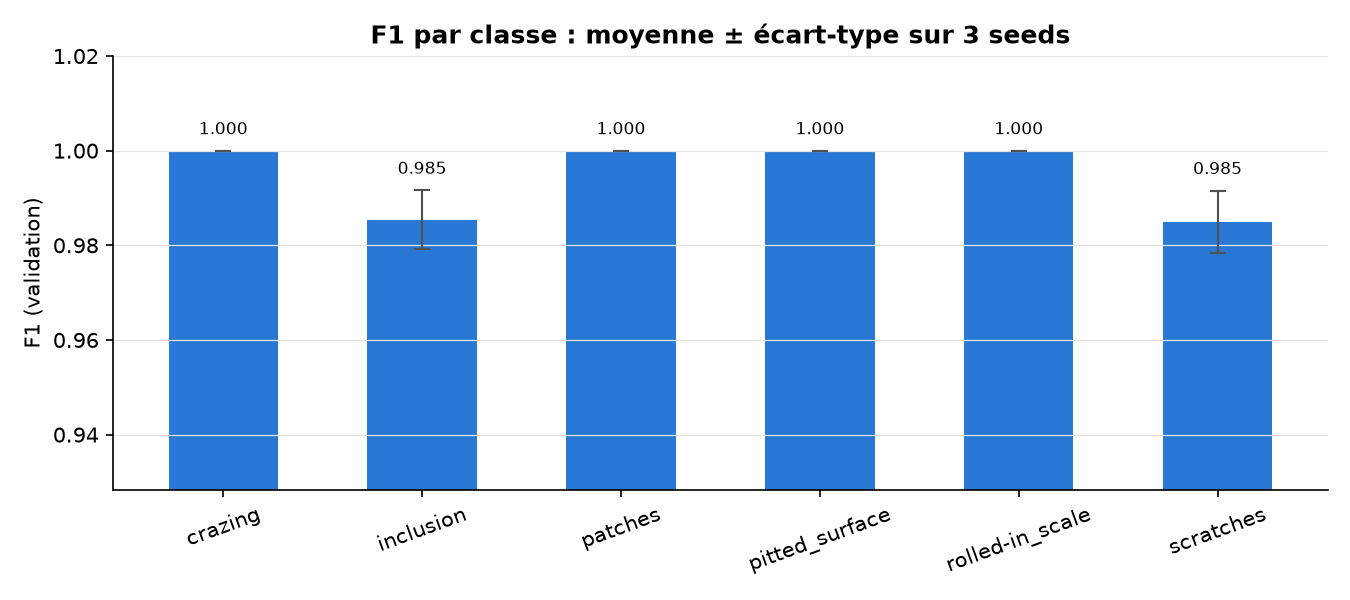 F1 par classe : moyenne ± écart-type sur 3 seeds
F1 (validation)
1.02
1.00
0.98
0.96
0.94
1.000
0.985
1.000
1.000
1.000
0.985
crazing
inclusion
patches
pitted_surface
rolled-in_scale
scratches